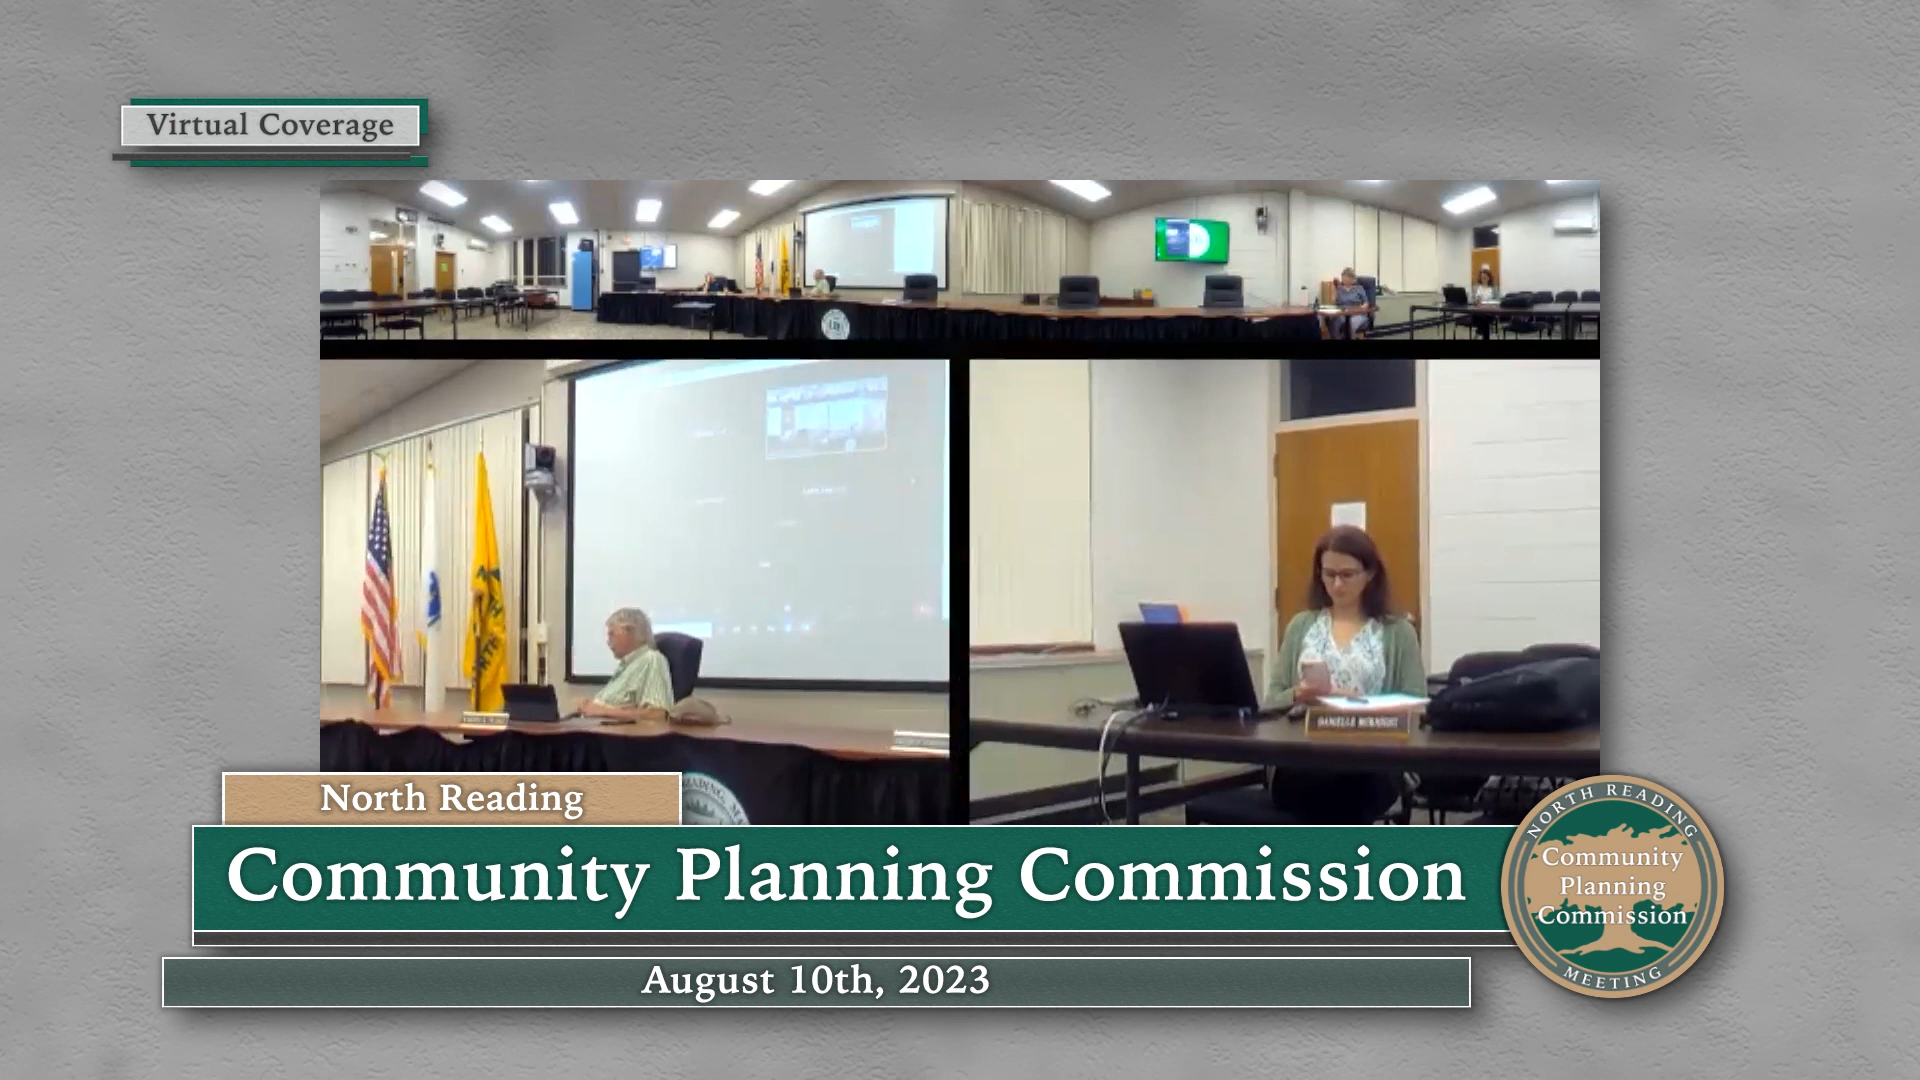 Virtual Coverage
North Reading
Community Planning Commission
August 10th, 2023
NORTH READING
Community
Planning
Commission
MEETING